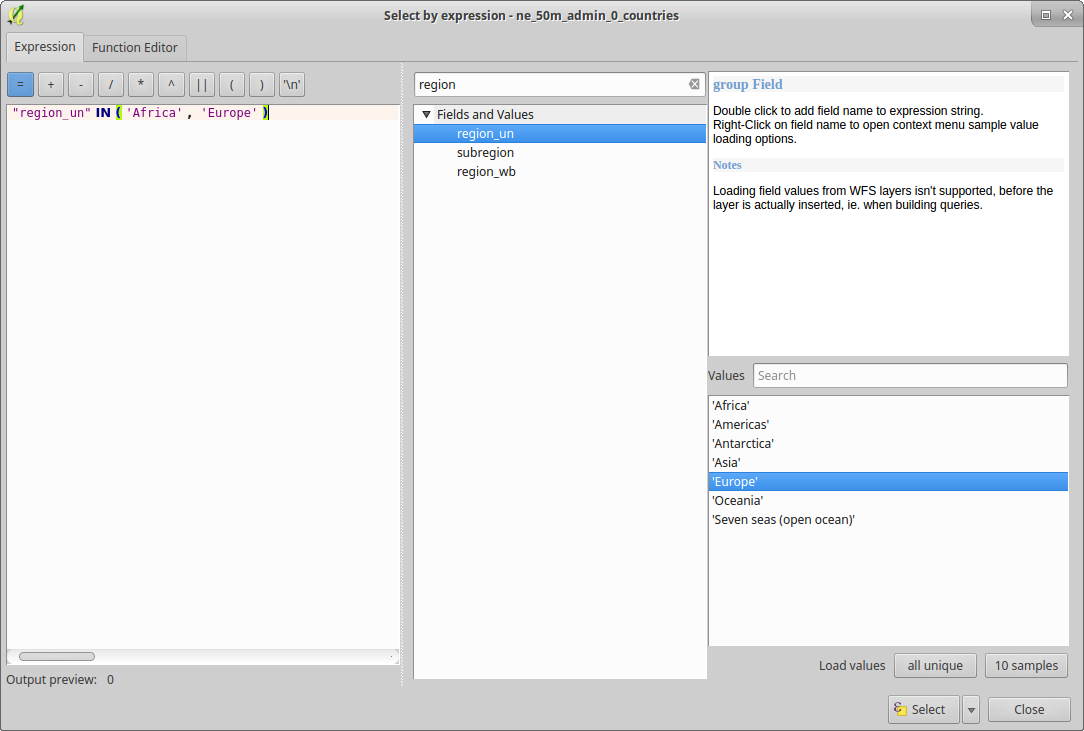 Select by expression - ne_50m_admin_0_countries
Expression
Function Editor
= + - / * ^ || ( ) '\n'
"region_un" IN ( 'Africa' , 'Europe' )
Output preview: 0
region
Fields and Values
region_un
subregion
region_wb
group Field
Double click to add field name to expression string.
Right-Click on field name to open context menu sample value
loading options.
Notes
Loading field values from WFS layers isn't supported, before the
layer is actually inserted, ie. when building queries.
Values Search
'Africa'
'Americas'
'Antarctica'
'Asia'
'Europe'
'Oceania'
'Seven seas (open ocean)'
Load values all unique 10 samples
Select Close